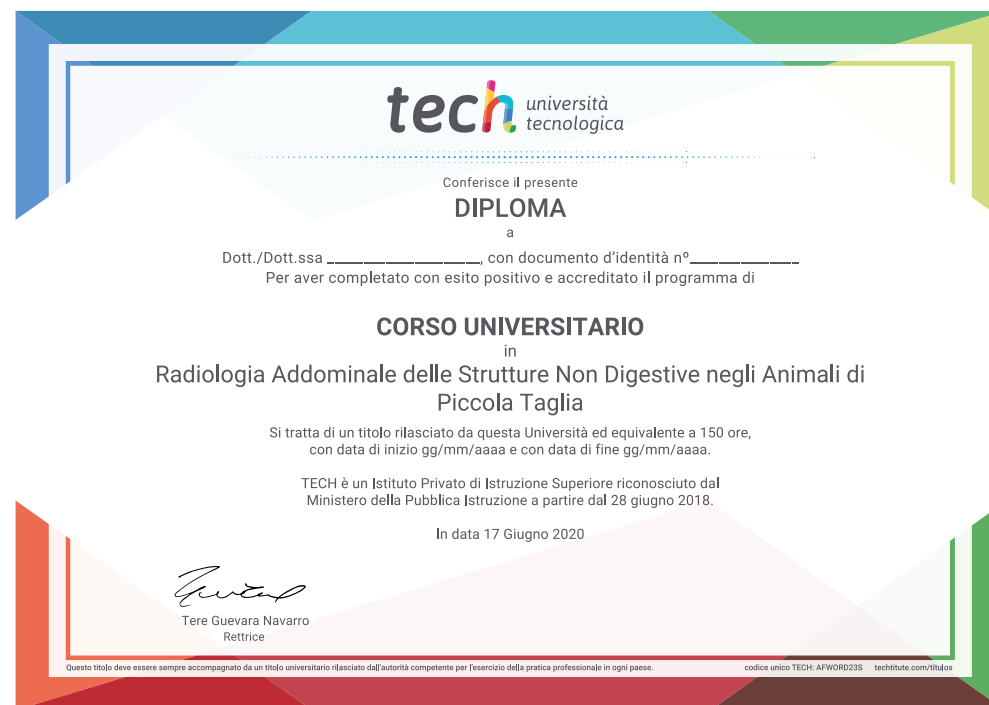 tech università
tecnologica
Conferisce il presente
DIPLOMA
a
Dott./Dott.ssa ____________________, con documento d'identità nº______________
Per aver completato con esito positivo e accreditato il programma di
CORSO UNIVERSITARIO
in
Radiologia Addominale delle Strutture Non Digestive negli Animali di
Piccola Taglia
Si tratta di un titolo rilasciato da questa Università ed equivalente a 150 ore,
con data di inizio gg/mm/aaaa e con data di fine gg/mm/aaaa.
TECH è un Istituto Privato di Istruzione Superiore riconosciuto dal
Ministero della Pubblica Istruzione a partire dal 28 giugno 2018.
In data 17 Giugno 2020
Tere Guevara Navarro
Rettrice
Questo titolo deve essere sempre accompagnato da un titolo universitario rilasciato dall'autorità competente per l'esercizio della pratica professionale in ogni paese.
codice unico TECH: AFWORD23S techtitute.com/títulos